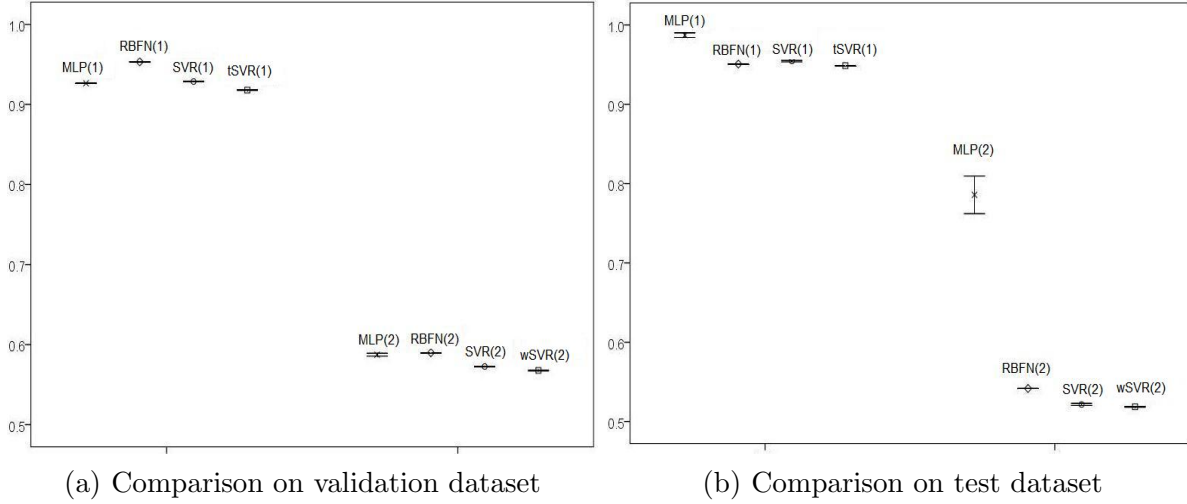 1.0
0.9
0.8
0.7
0.6
0.5
MLP(1)
RBFN(1)
SVR(1)
tSVR(1)
MLP(2)
RBFN(2)
SVR(2)
wSVR(2)
(a) Comparison on validation dataset
1.0
0.9
0.8
0.7
0.6
0.5
MLP(1)
RBFN(1)
SVR(1)
tSVR(1)
MLP(2)
RBFN(2)
SVR(2)
wSVR(2)
(b) Comparison on test dataset